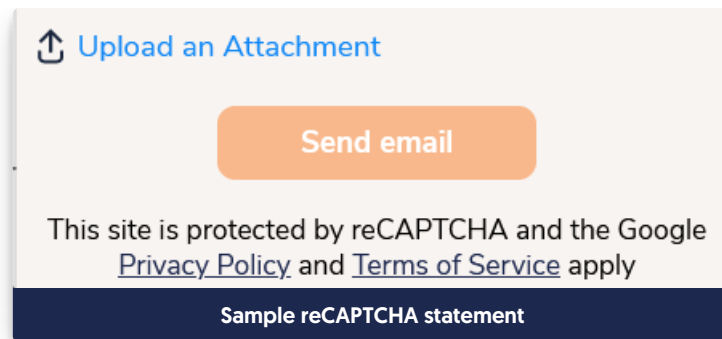 Upload an Attachment
Send email
This site is protected by reCAPTCHA and the Google
Privacy Policy and Terms of Service apply
Sample reCAPTCHA statement